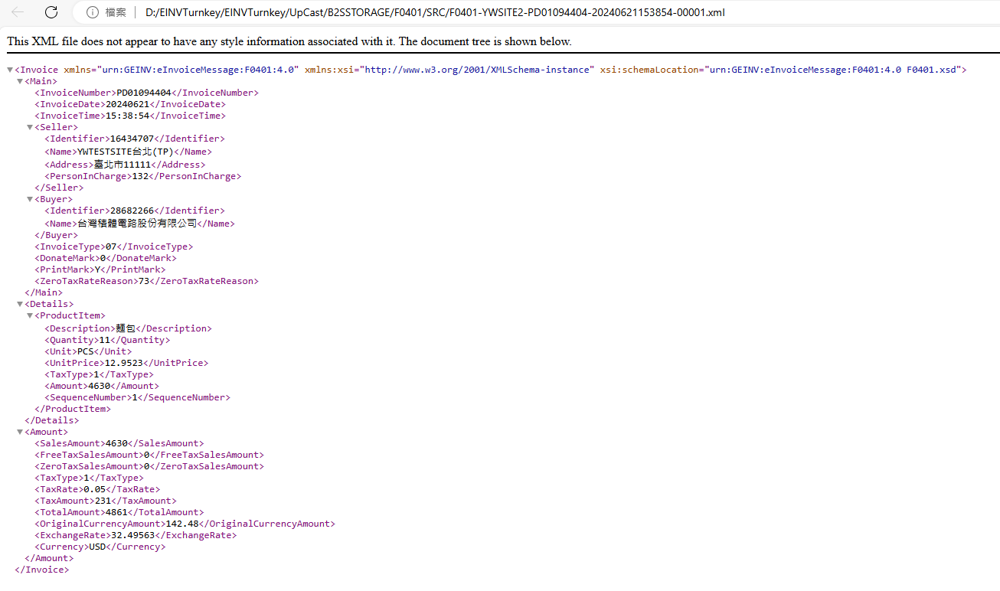 檔案 D:/EINVTurnkey/EINVTurnkey/UpCast/B2SSTORAGE/F0401/SRC/F0401-YWSITE2-PD01094404-20240621153854-00001.xml
This XML file does not appear to have any style information associated with it. The document tree is shown below.
<Invoice xmlns="urn:GEINV:eInvoiceMessage:F0401:4.0" xmlns:xsi="http://www.w3.org/2001/XMLSchema-instance" xsi:schemaLocation="urn:GEINV:eInvoiceMessage:F0401:4.0 F0401.xsd">
<Main>
<InvoiceNumber>PD01094404</InvoiceNumber>
<InvoiceDate>20240621</InvoiceDate>
<InvoiceTime>15:38:54</InvoiceTime>
<Seller>
<Identifier>16434707</Identifier>
<Name>YWTESTSITE台北(TP)</Name>
<Address>臺北市11111</Address>
<PersonInCharge>132</PersonInCharge>
</Seller>
<Buyer>
<Identifier>28682266</Identifier>
<Name>台灣積體電路股份有限公司</Name>
</Buyer>
<InvoiceType>07</InvoiceType>
<DonateMark>0</DonateMark>
<PrintMark>Y</PrintMark>
<ZeroTaxRateReason>73</ZeroTaxRateReason>
</Main>
<Details>
<ProductItem>
<Description>麵包</Description>
<Quantity>11</Quantity>
<Unit>PCS</Unit>
<UnitPrice>12.9523</UnitPrice>
<TaxType>1</TaxType>
<Amount>4630</Amount>
<SequenceNumber>1</SequenceNumber>
</ProductItem>
</Details>
<Amount>
<SalesAmount>4630</SalesAmount>
<FreeTaxSalesAmount>0</FreeTaxSalesAmount>
<ZeroTaxSalesAmount>0</ZeroTaxSalesAmount>
<TaxType>1</TaxType>
<TaxRate>0.05</TaxRate>
<TaxAmount>231</TaxAmount>
<TotalAmount>4861</TotalAmount>
<OriginalCurrencyAmount>142.48</OriginalCurrencyAmount>
<ExchangeRate>32.49563</ExchangeRate>
<Currency>USD</Currency>
</Amount>
</Invoice>